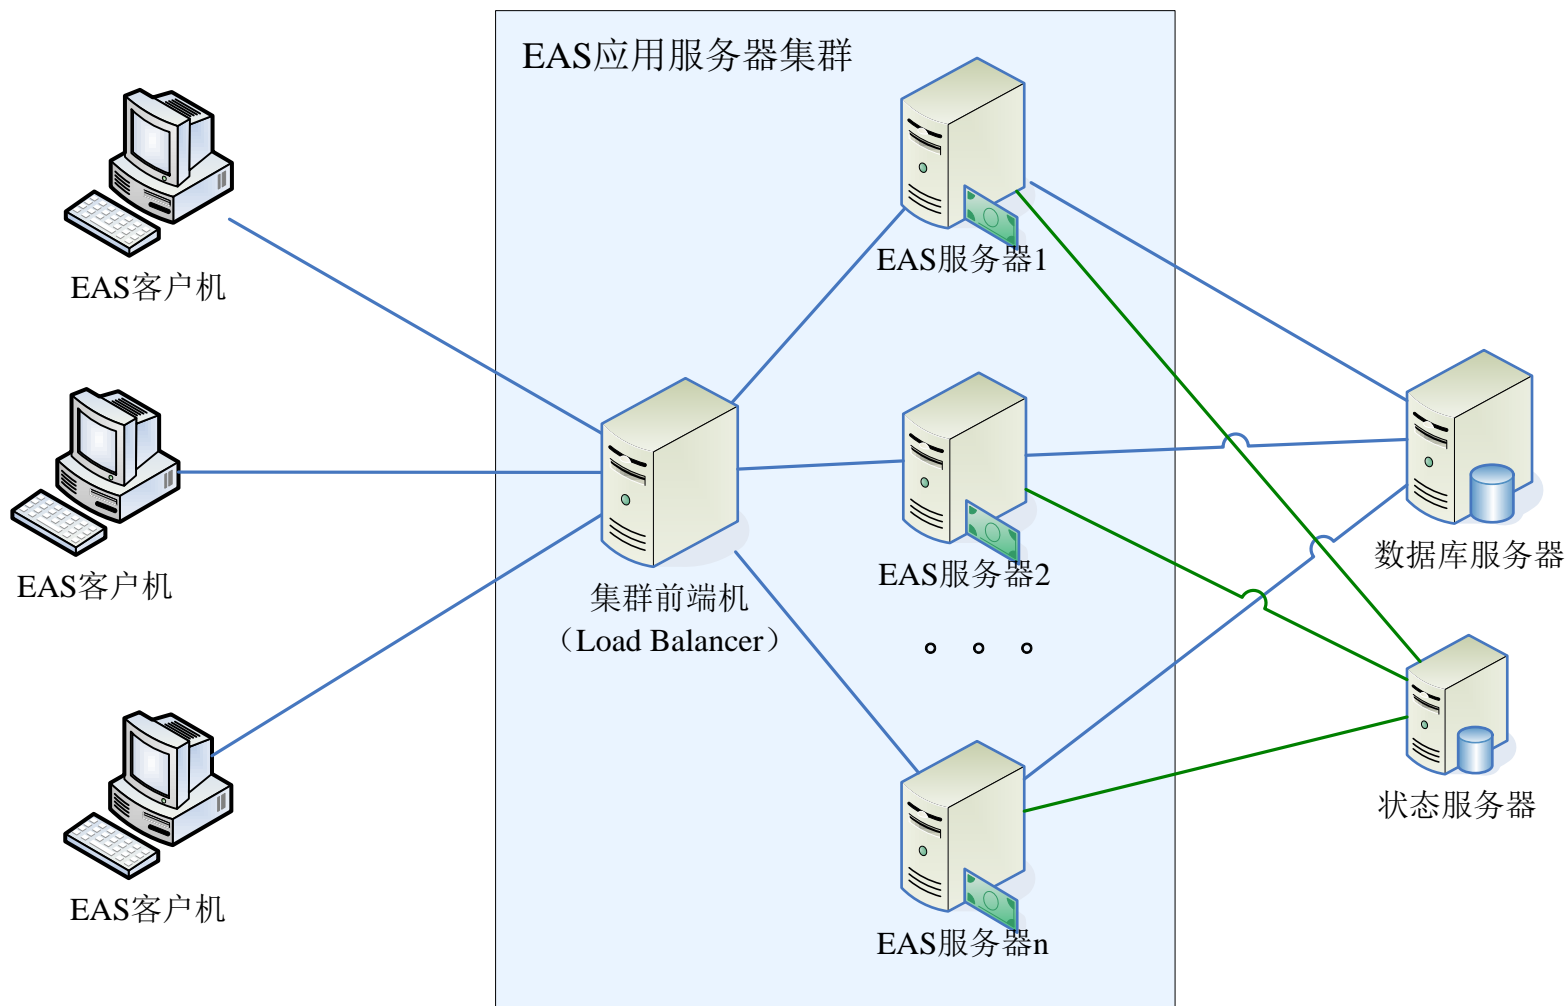 EAS应用服务器集群
EAS客户机
EAS服务器1
EAS客户机
集群前端机
（Load Balancer）
EAS服务器2
数据库服务器
状态服务器
EAS客户机
EAS服务器n